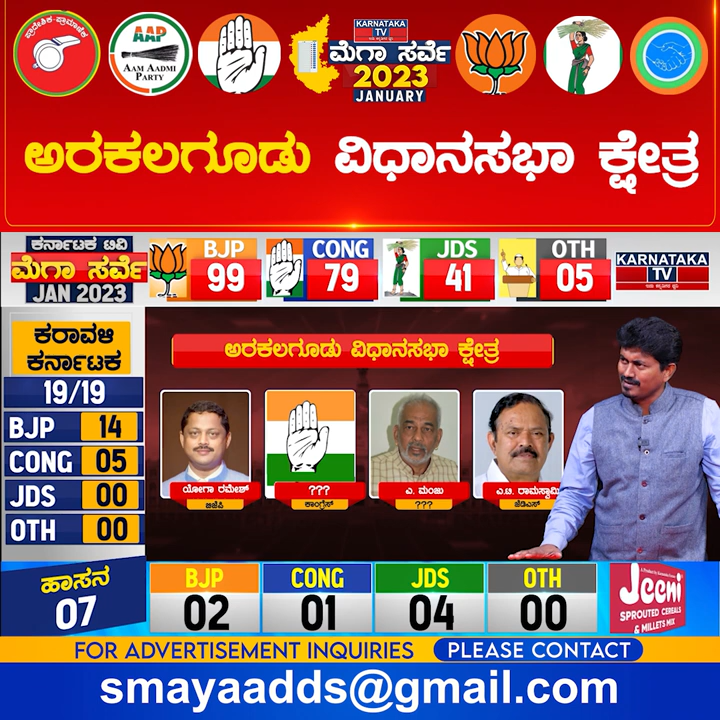 ಪ್ರಾದೇಶಿಕ-ಪ್ರಾಮಾಣಿಕ
AAP
AAM AADMI
PARTY
KARNATAKA
TV
ಮೆಗಾ ಸರ್ವೆ
2023
JANUARY
ಅರಕಲಗೂಡು ವಿಧಾನಸಭಾ ಕ್ಷೇತ್ರ
ಕರ್ನಾಟಕ ಟಿವಿ
ಮೆಗಾ ಸರ್ವೆ
JAN 2023
BJP
99
CONG
79
JDS
41
OTH
05
KARNATAKA
TV
ಕರಾವಳಿ
ಕರ್ನಾಟಕ
19/19
BJP 14
CONG 05
JDS 00
OTH 00
ಅರಕಲಗೂಡು ವಿಧಾನಸಭಾ ಕ್ಷೇತ್ರ
ಯೋಗಾ ರಮೇಶ್
ಬಿಜೆಪಿ
???
ಕಾಂಗ್ರೆಸ್
ಎ. ಮಂಜು
???
ಎ.ಟಿ. ರಾಮಸ್ವಾಮಿ
ಜೆಡಿಎಸ್
ಹಾಸನ
07
BJP
02
CONG
01
JDS
04
OTH
00
Jeeni
SPROUTED CEREALS
& MILLETS MIX
FOR ADVERTISEMENT INQUIRIES PLEASE CONTACT
smayaadds@gmail.com